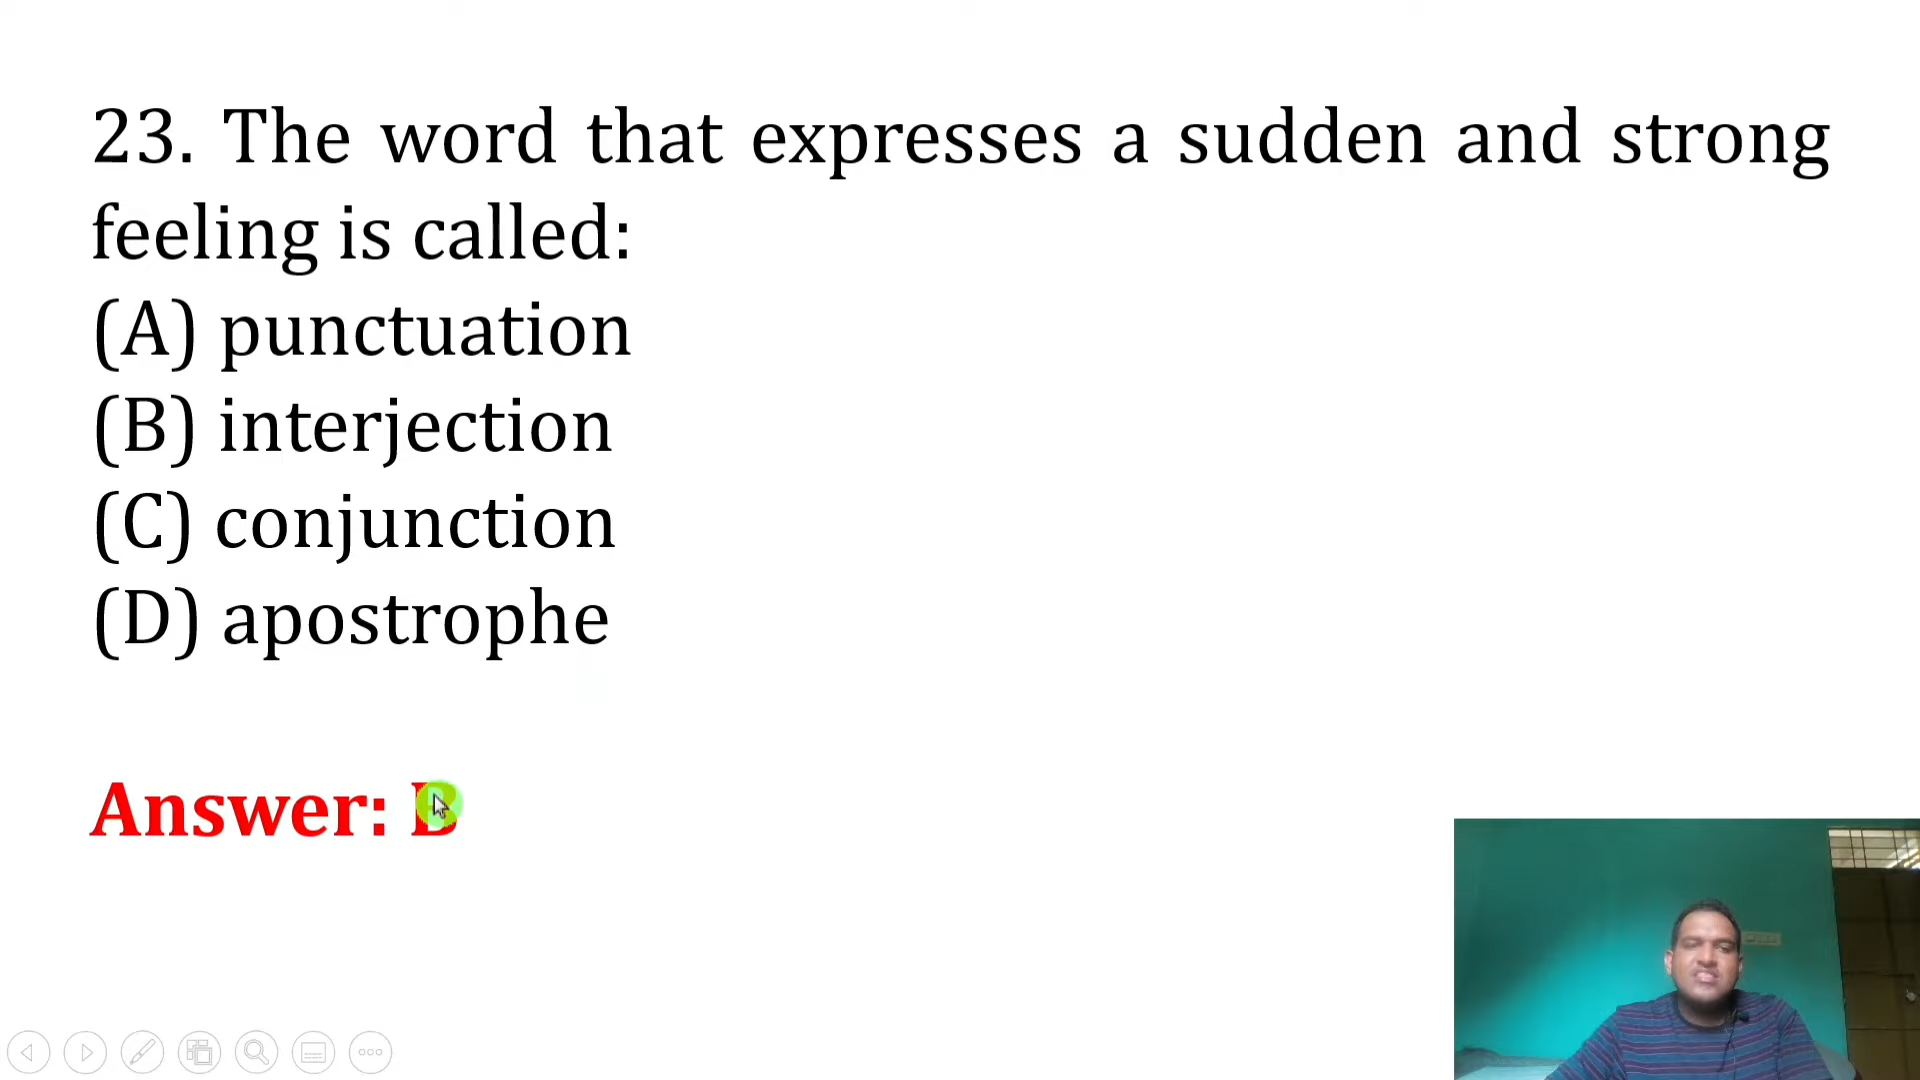 23. The word that expresses a sudden and strong
feeling is called:
(A) punctuation
(B) interjection
(C) conjunction
(D) apostrophe
Answer: B